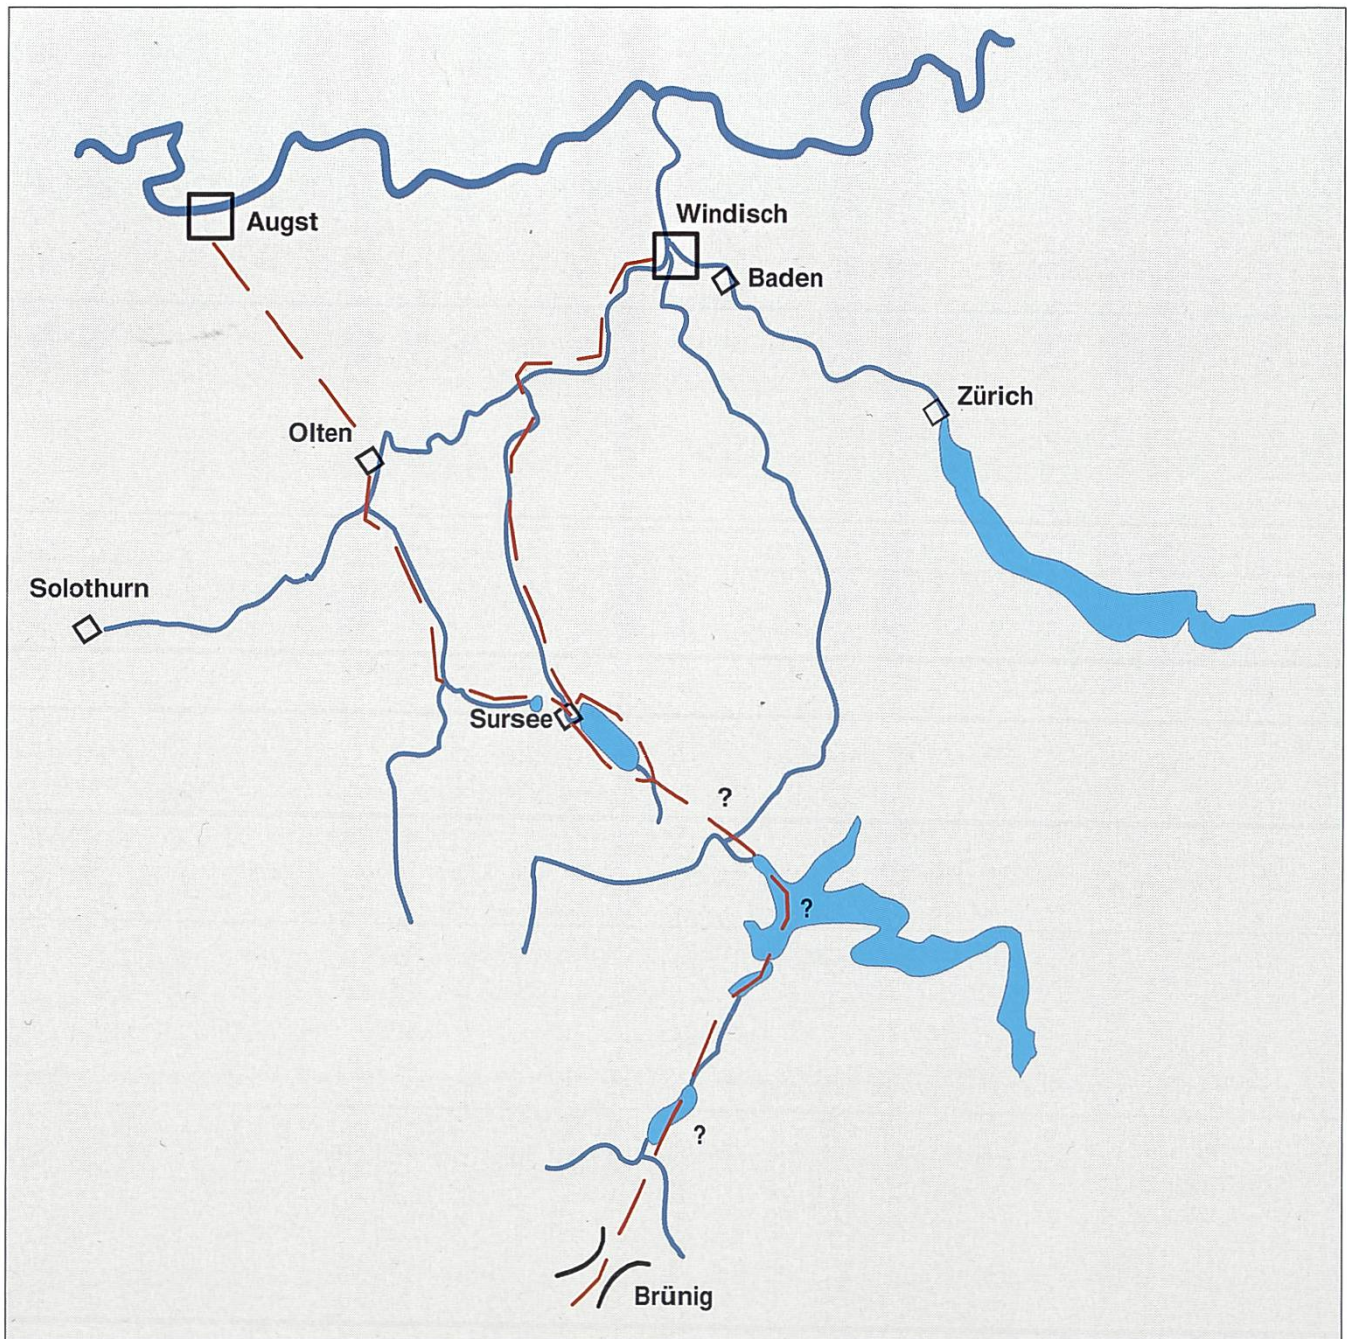 Windisch
Augst
Baden
Zürich
Olten
Solothurn
Sursee
?
?
?
Brünig